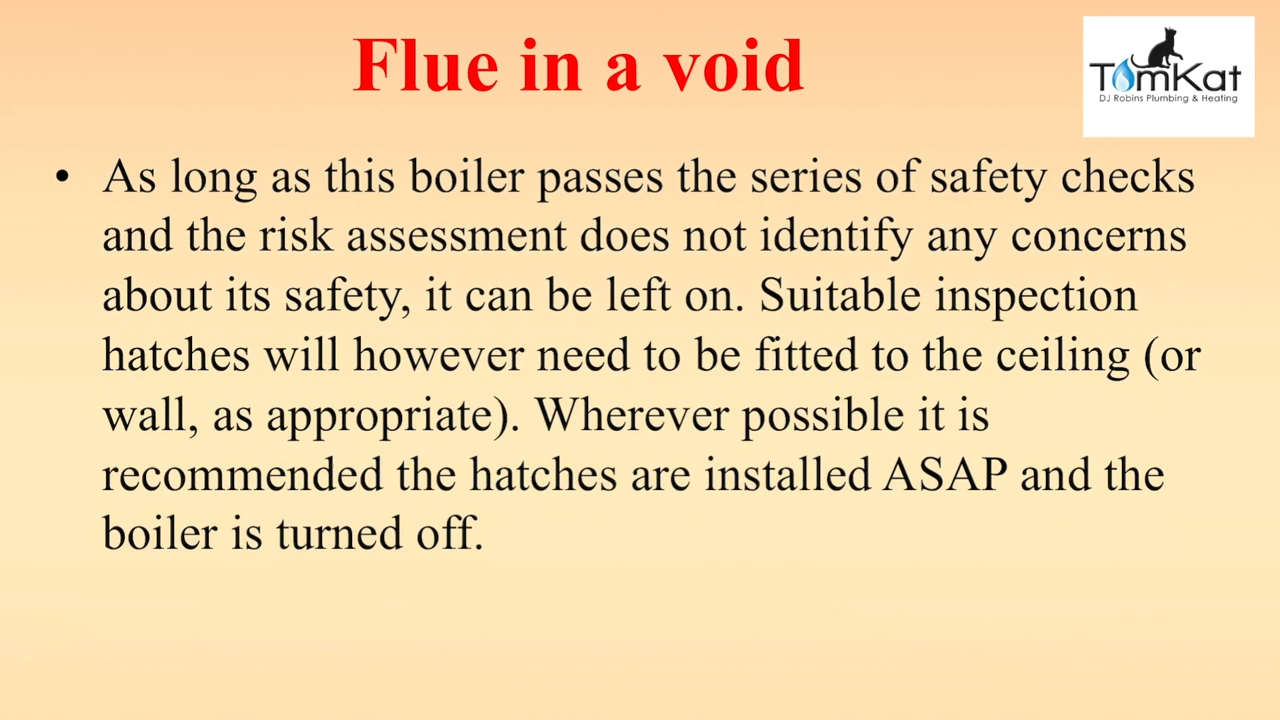 Flue in a void
TomKat
DJ Robins Plumbing & Heating
• As long as this boiler passes the series of safety checks
and the risk assessment does not identify any concerns
about its safety, it can be left on. Suitable inspection
hatches will however need to be fitted to the ceiling (or
wall, as appropriate). Wherever possible it is
recommended the hatches are installed ASAP and the
boiler is turned off.